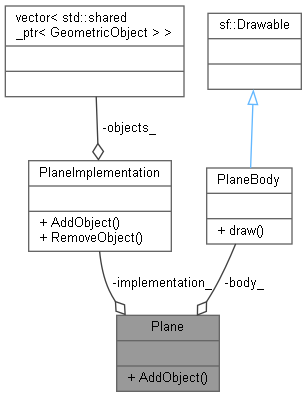 vector< std::shared
_ptr< GeometricObject > >
sf::Drawable
-objects_
PlaneImplementation
+ AddObject()
+ RemoveObject()
PlaneBody
+ draw()
-implementation_
-body_
Plane
+ AddObject()